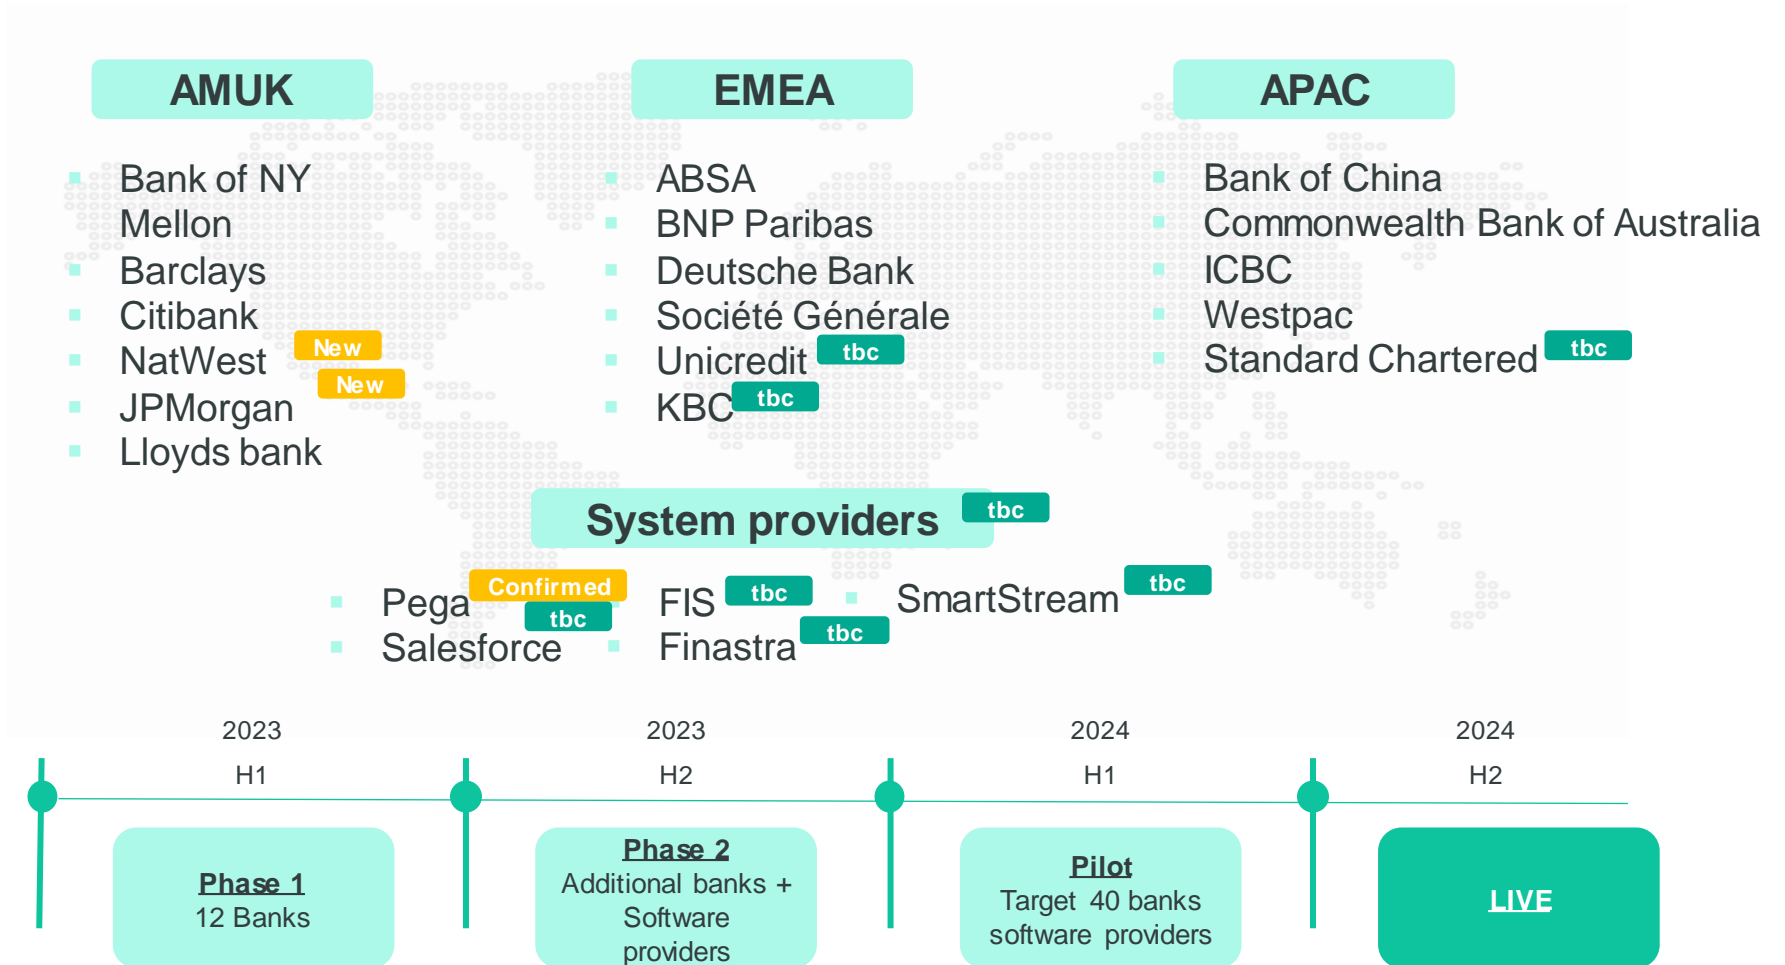 AMUK
Bank of NY
Mellon
Barclays
Citibank
NatWest New
New
JPMorgan
Lloyds bank
EMEA
ABSA
BNP Paribas
Deutsche Bank
Société Générale
Unicredit tbc
KBC tbc
APAC
Bank of China
Commonwealth Bank of Australia
ICBC
Westpac
Standard Chartered tbc
System providers tbc
Pega Confirmed
tbc
Salesforce
FIS tbc
Finastra tbc
SmartStream tbc
2023
H1
2023
H2
2024
H1
2024
H2
Phase 1
12 Banks
Phase 2
Additional banks +
Software
providers
Pilot
Target 40 banks
software providers
LIVE